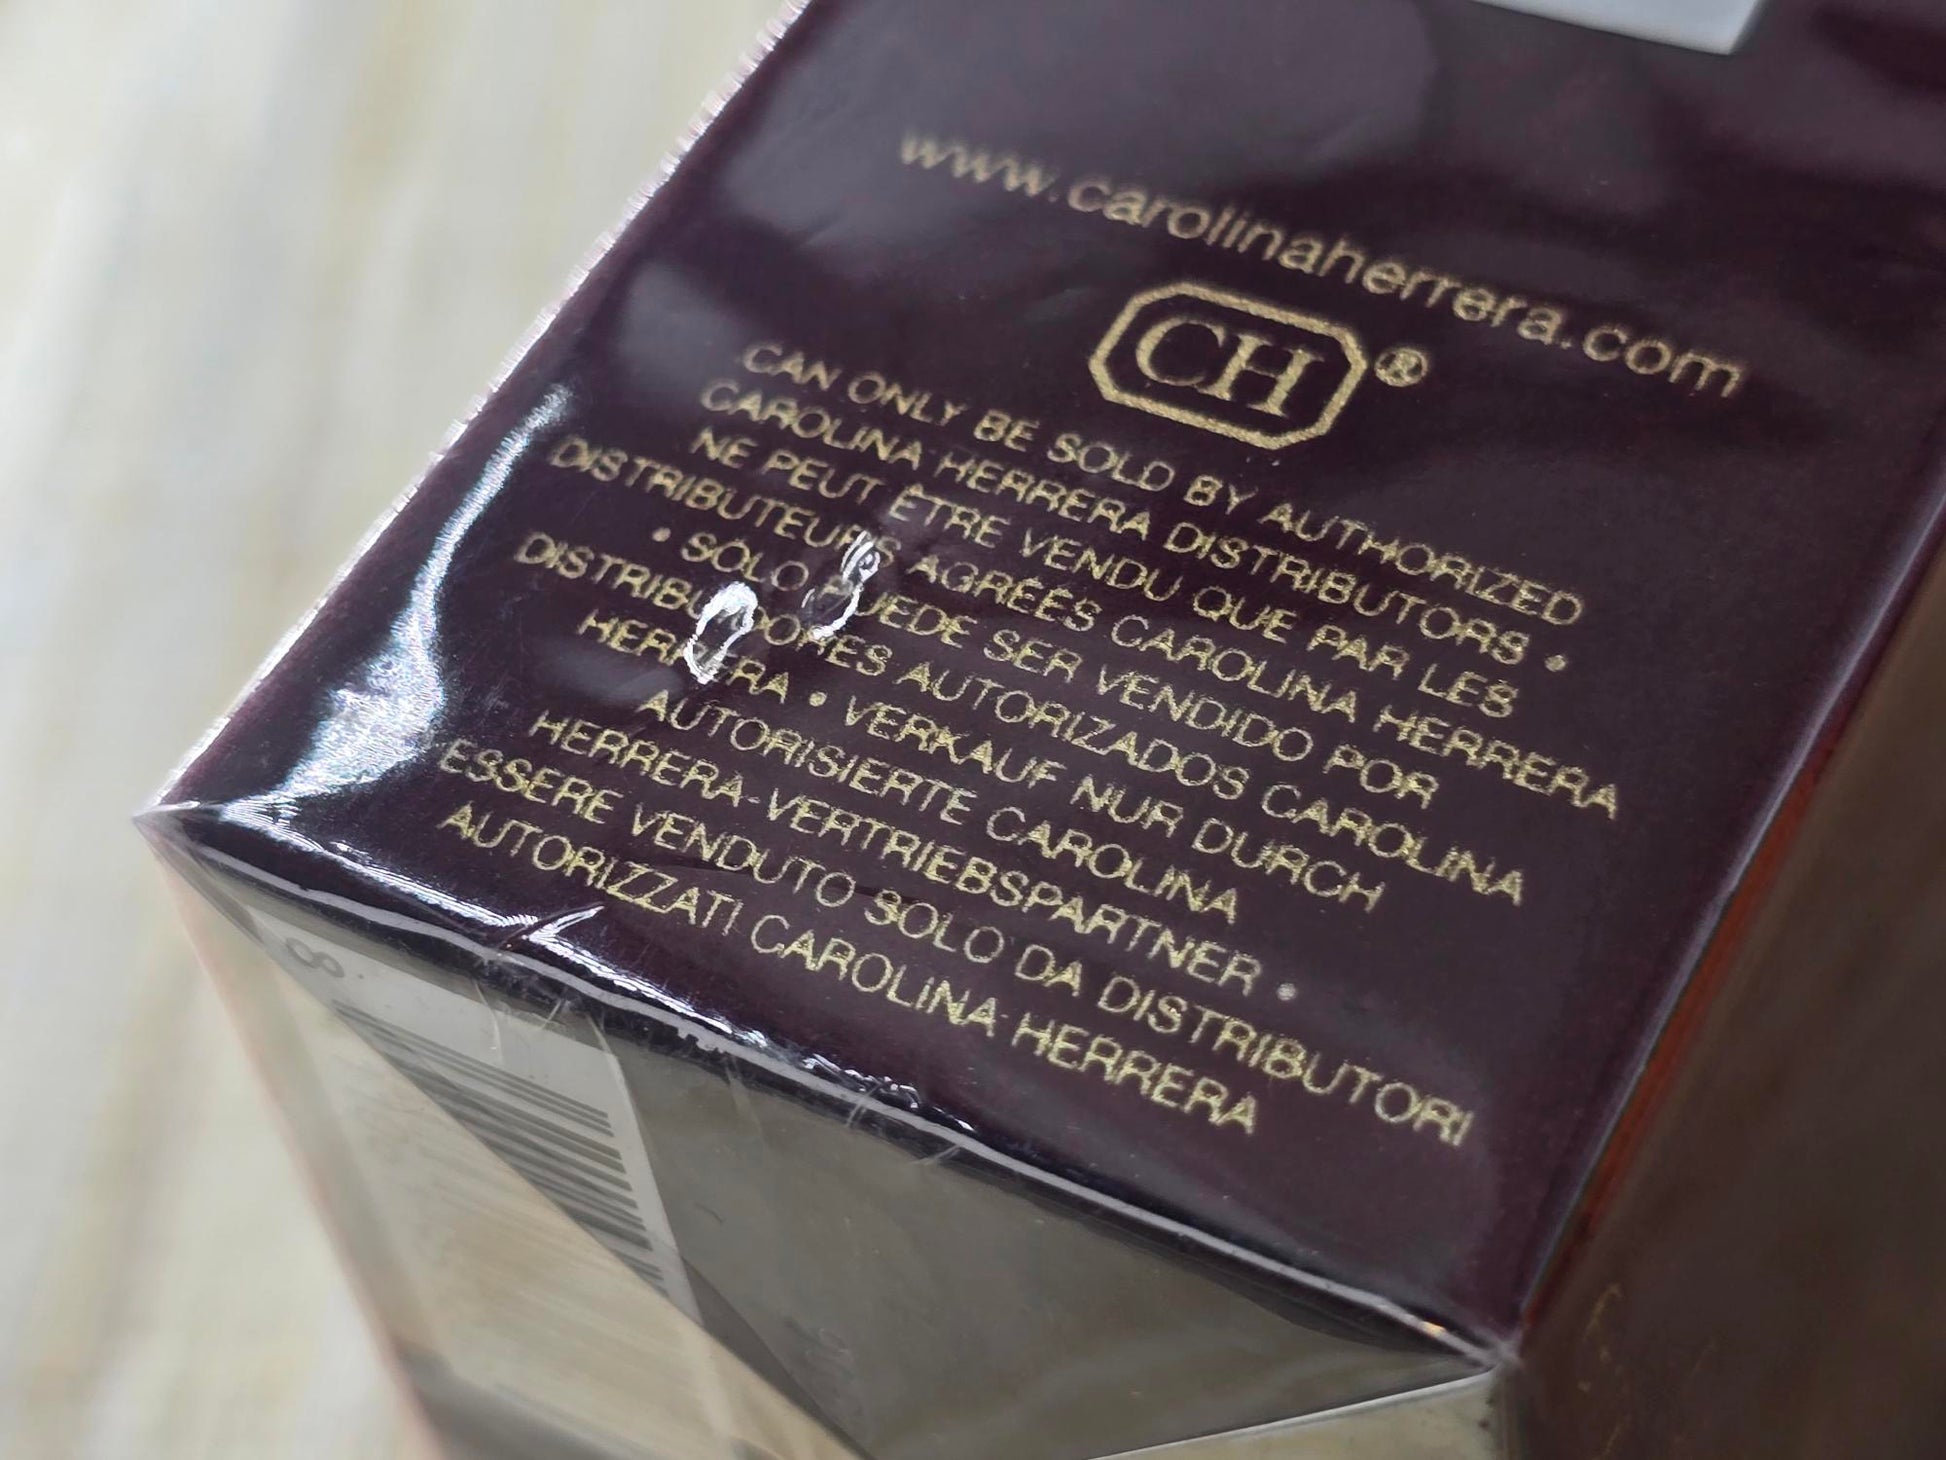 www.carolinaherrera.com
CH®
CAN ONLY BE SOLD BY AUTHORIZED
CAROLINA HERRERA DISTRIBUTORS •
NE PEUT ÊTRE VENDU QUE PAR LES
DISTRIBUTEURS AGRÉÉS CAROLINA HERRERA
• SÓLO PUEDE SER VENDIDO POR
DISTRIBUIDORES AUTORIZADOS CAROLINA
HERRERA • VERKAUF NUR DURCH
AUTORISIERTE CAROLINA
HERRERA-VERTRIEBSPARTNER •
ESSERE VENDUTO SOLO DA DISTRIBUTORI
AUTORIZZATI CAROLINA HERRERA
8